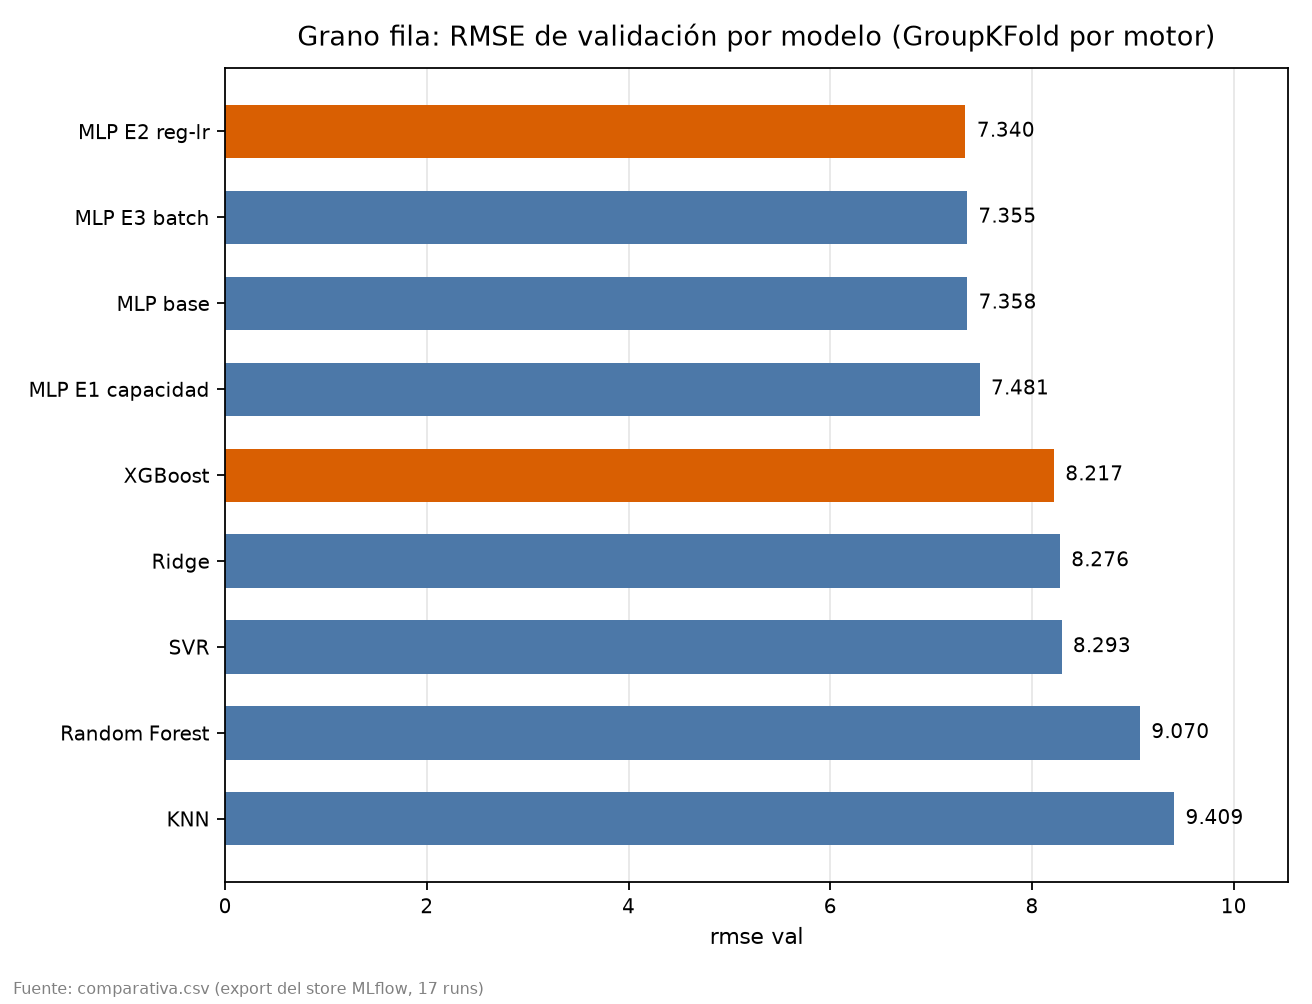 Grano fila: RMSE de validación por modelo (GroupKFold por motor)
MLP E2 reg-lr 7.340
MLP E3 batch 7.355
MLP base 7.358
MLP E1 capacidad 7.481
XGBoost 8.217
Ridge 8.276
SVR 8.293
Random Forest 9.070
KNN 9.409
0 2 4 6 8 10
rmse val
Fuente: comparativa.csv (export del store MLflow, 17 runs)